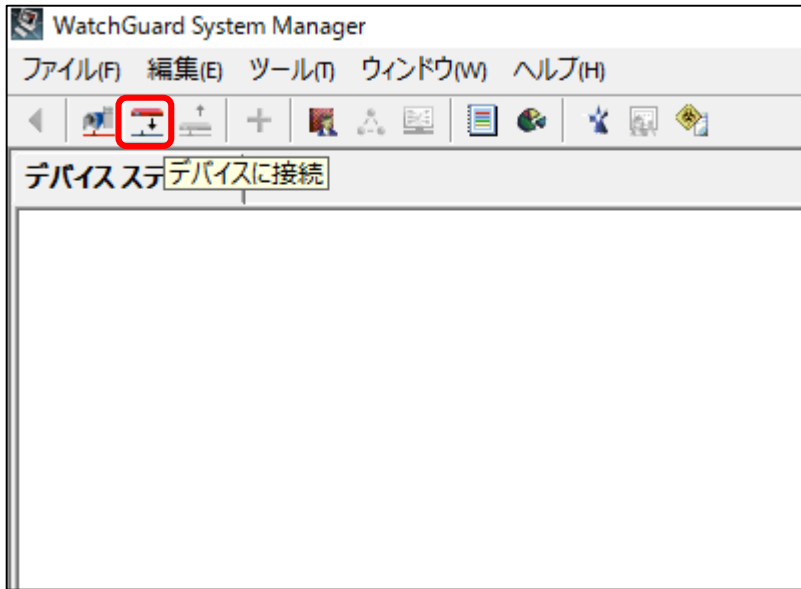 WatchGuard System Manager
ファイル(F) 編集(E) ツール(T) ウィンドウ(W) ヘルプ(H)
デバイス ステ
デバイスに接続